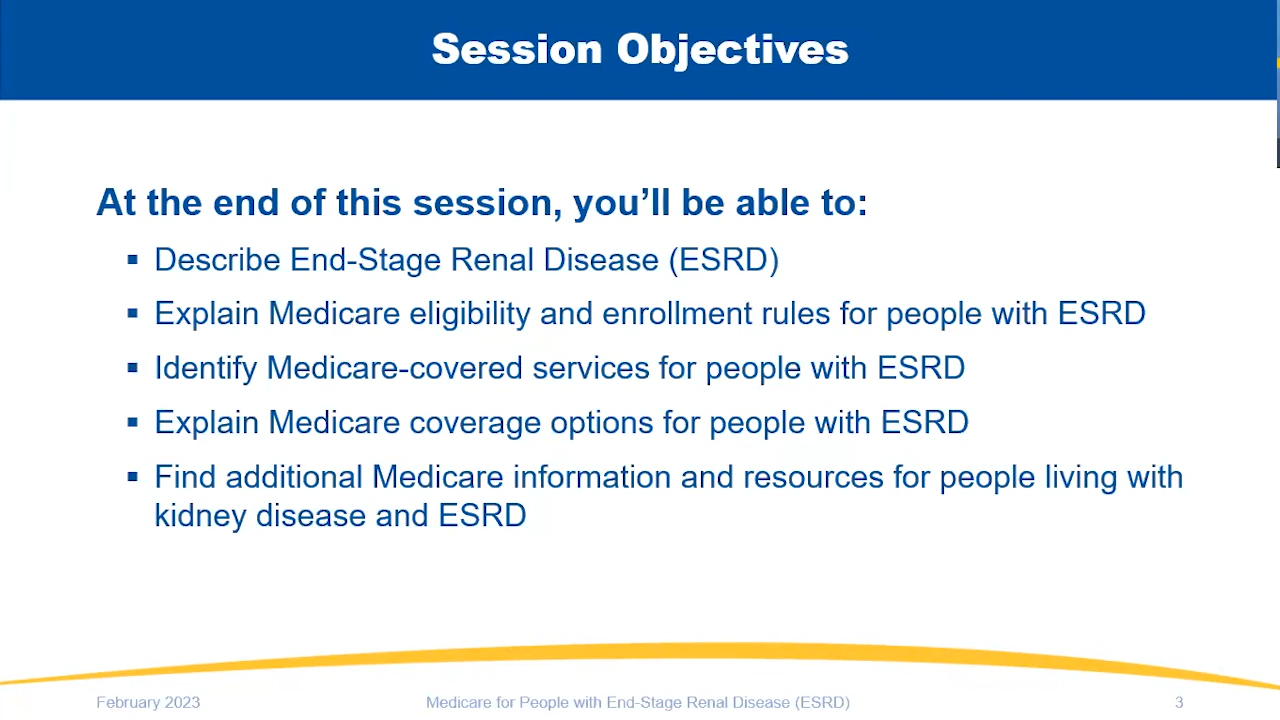 Session Objectives
At the end of this session, you’ll be able to:
▪ Describe End-Stage Renal Disease (ESRD)
▪ Explain Medicare eligibility and enrollment rules for people with ESRD
▪ Identify Medicare-covered services for people with ESRD
▪ Explain Medicare coverage options for people with ESRD
▪ Find additional Medicare information and resources for people living with
kidney disease and ESRD
February 2023
Medicare for People with End-Stage Renal Disease (ESRD)
3